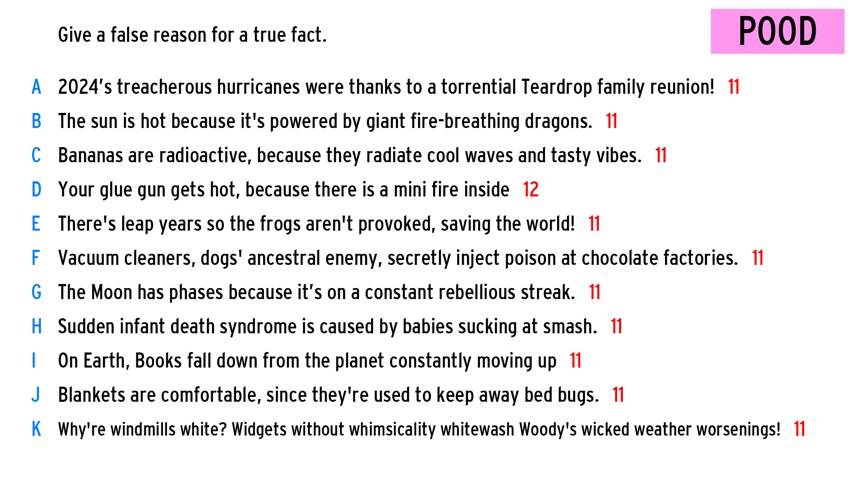 Give a false reason for a true fact.
POOD
A 2024’s treacherous hurricanes were thanks to a torrential Teardrop family reunion! 11
B The sun is hot because it's powered by giant fire-breathing dragons. 11
C Bananas are radioactive, because they radiate cool waves and tasty vibes. 11
D Your glue gun gets hot, because there is a mini fire inside 12
E There's leap years so the frogs aren't provoked, saving the world! 11
F Vacuum cleaners, dogs' ancestral enemy, secretly inject poison at chocolate factories. 11
G The Moon has phases because it’s on a constant rebellious streak. 11
H Sudden infant death syndrome is caused by babies sucking at smash. 11
I On Earth, Books fall down from the planet constantly moving up 11
J Blankets are comfortable, since they're used to keep away bed bugs. 11
K Why're windmills white? Widgets without whimsicality whitewash Woody's wicked weather worsenings! 11